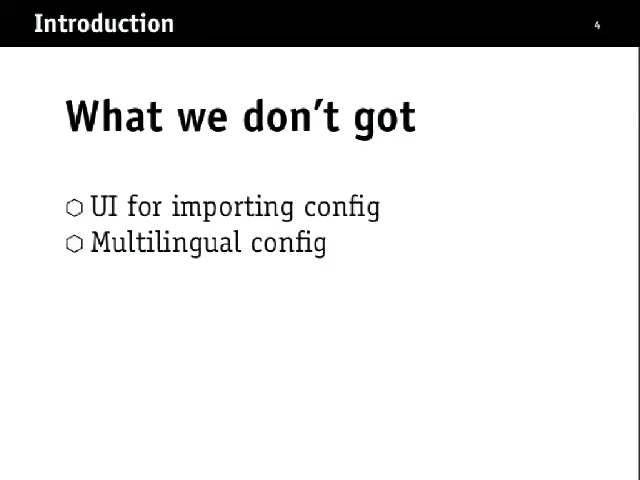 Introduction 4
What we don't got
UI for importing config
Multilingual config